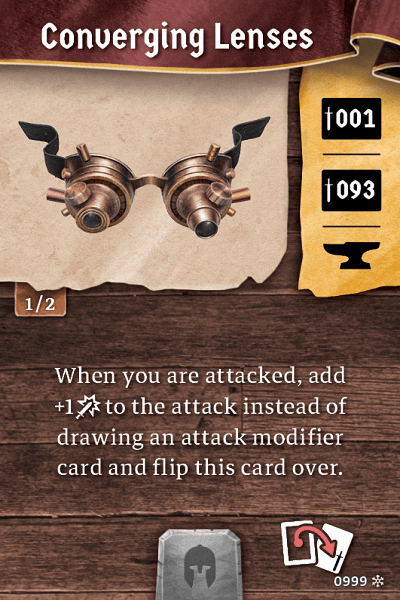 Converging Lenses
001
093
1/2
When you are attacked, add
+1 to the attack instead of
drawing an attack modifier
card and flip this card over.
0999